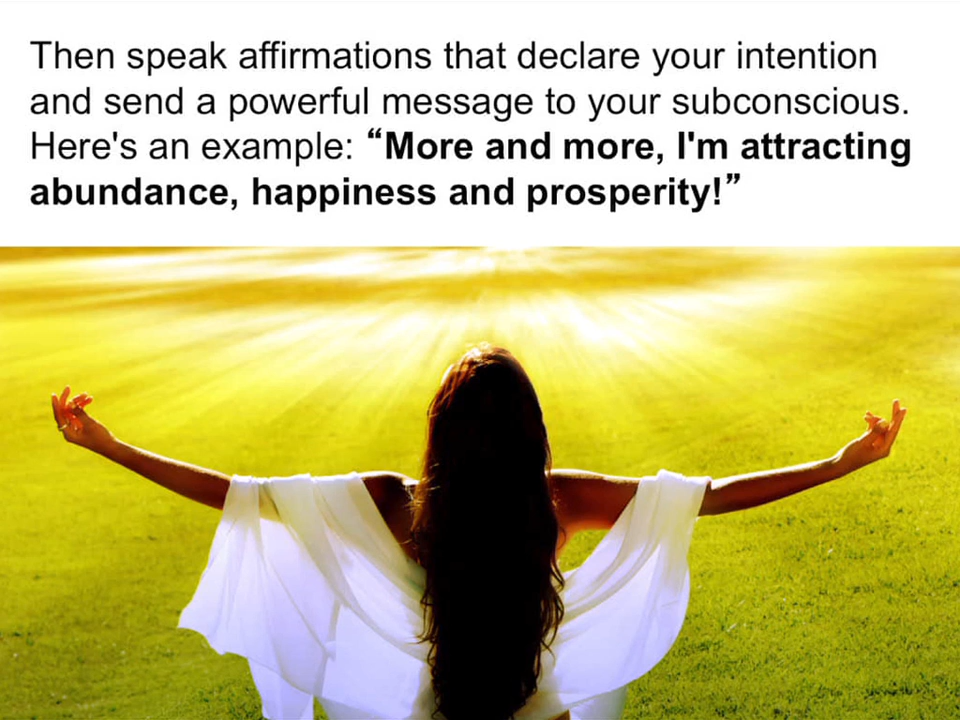 Then speak affirmations that declare your intention
and send a powerful message to your subconscious.
Here's an example: “More and more, I'm attracting
abundance, happiness and prosperity!”